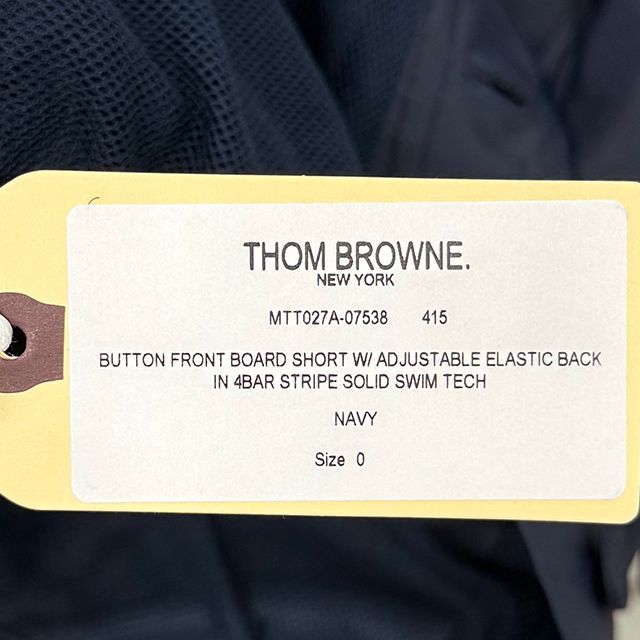 THOM BROWNE.
NEW YORK
MTT027A-07538 415
BUTTON FRONT BOARD SHORT W/ ADJUSTABLE ELASTIC BACK
IN 4BAR STRIPE SOLID SWIM TECH
NAVY
Size 0